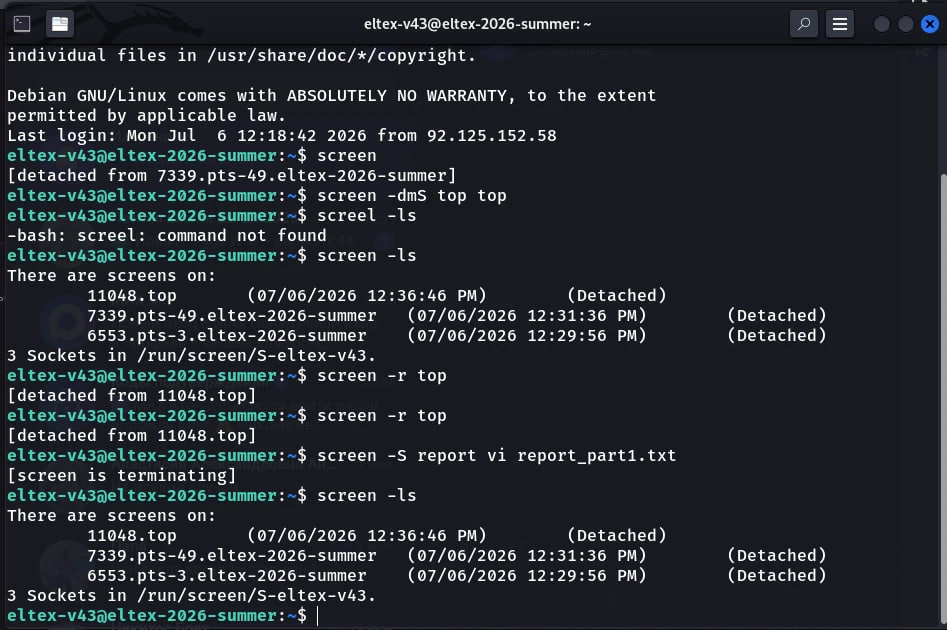 eltex-v43@eltex-2026-summer: ~
individual files in /usr/share/doc/*/copyright.
Debian GNU/Linux comes with ABSOLUTELY NO WARRANTY, to the extent
permitted by applicable law.
Last login: Mon Jul  6 12:18:42 2026 from 92.125.152.58
eltex-v43@eltex-2026-summer:~$ screen
[detached from 7339.pts-49.eltex-2026-summer]
eltex-v43@eltex-2026-summer:~$ screen -dmS top top
eltex-v43@eltex-2026-summer:~$ screel -ls
-bash: screel: command not found
eltex-v43@eltex-2026-summer:~$ screen -ls
There are screens on:
        11048.top       (07/06/2026 12:36:46 PM)        (Detached)
        7339.pts-49.eltex-2026-summer   (07/06/2026 12:31:36 PM)        (Detached)
        6553.pts-3.eltex-2026-summer    (07/06/2026 12:29:56 PM)        (Detached)
3 Sockets in /run/screen/S-eltex-v43.
eltex-v43@eltex-2026-summer:~$ screen -r top
[detached from 11048.top]
eltex-v43@eltex-2026-summer:~$ screen -r top
[detached from 11048.top]
eltex-v43@eltex-2026-summer:~$ screen -S report vi report_part1.txt
[screen is terminating]
eltex-v43@eltex-2026-summer:~$ screen -ls
There are screens on:
        11048.top       (07/06/2026 12:36:46 PM)        (Detached)
        7339.pts-49.eltex-2026-summer   (07/06/2026 12:31:36 PM)        (Detached)
        6553.pts-3.eltex-2026-summer    (07/06/2026 12:29:56 PM)        (Detached)
3 Sockets in /run/screen/S-eltex-v43.
eltex-v43@eltex-2026-summer:~$